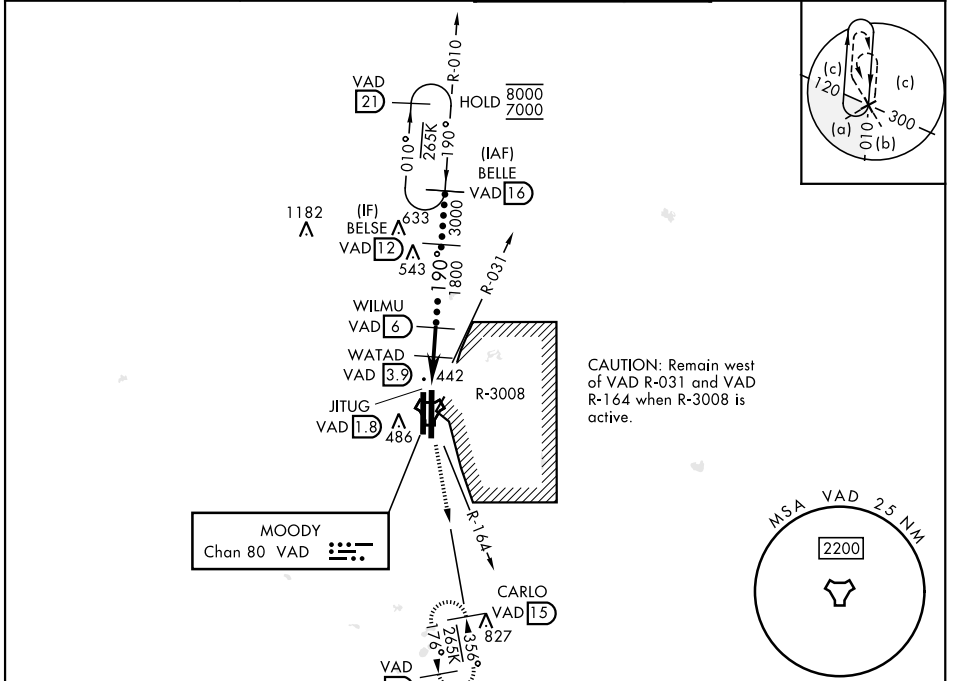 R-010
VAD
21
HOLD 8000
7000
010°
265K
190°
(IAF)
BELLE
VAD 16
1182
(IF)
BELSE
VAD 12
633
543
3000
190°
1800
R-031
WILMU
VAD 6
WATAD
VAD 3.9
442
R-3008
JITUG
VAD 1.8
486
CAUTION: Remain west
of VAD R-031 and VAD
R-164 when R-3008 is
active.
MOODY
Chan 80 VAD
R-164
CARLO
VAD 15
827
176°
265K
356°
VAD
(c)
120
(c)
(a)
010
(b)
300
MSA VAD 25 NM
2200